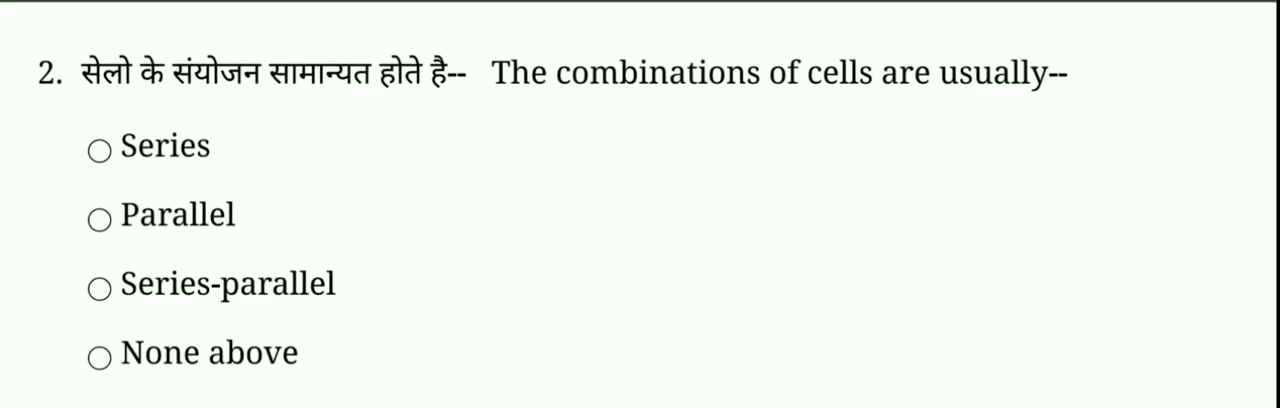 2. सेलो के संयोजन सामान्यत होते है-- The combinations of cells are usually--
Series
Parallel
Series-parallel
None above